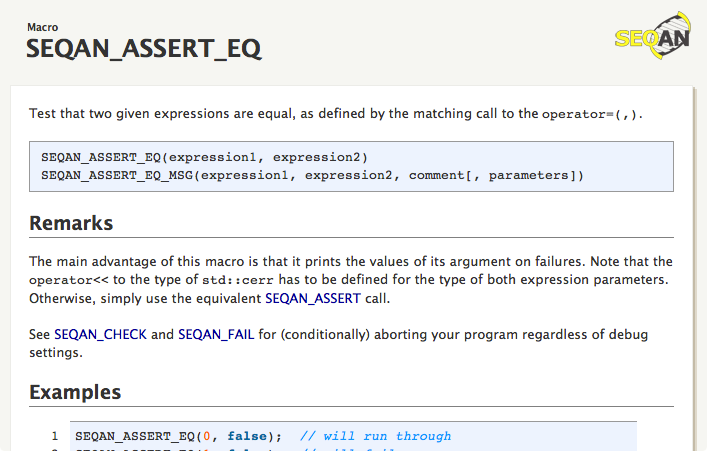 Macro
SEQAN_ASSERT_EQ
SEQAN
Test that two given expressions are equal, as defined by the matching call to the operator=(,).
SEQAN_ASSERT_EQ(expression1, expression2)
SEQAN_ASSERT_EQ_MSG(expression1, expression2, comment[, parameters])
Remarks
The main advantage of this macro is that it prints the values of its argument on failures. Note that the
operator<< to the type of std::cerr has to be defined for the type of both expression parameters.
Otherwise, simply use the equivalent SEQAN_ASSERT call.
See SEQAN_CHECK and SEQAN_FAIL for (conditionally) aborting your program regardless of debug
settings.
Examples
1 SEQAN_ASSERT_EQ(0, false); // will run through